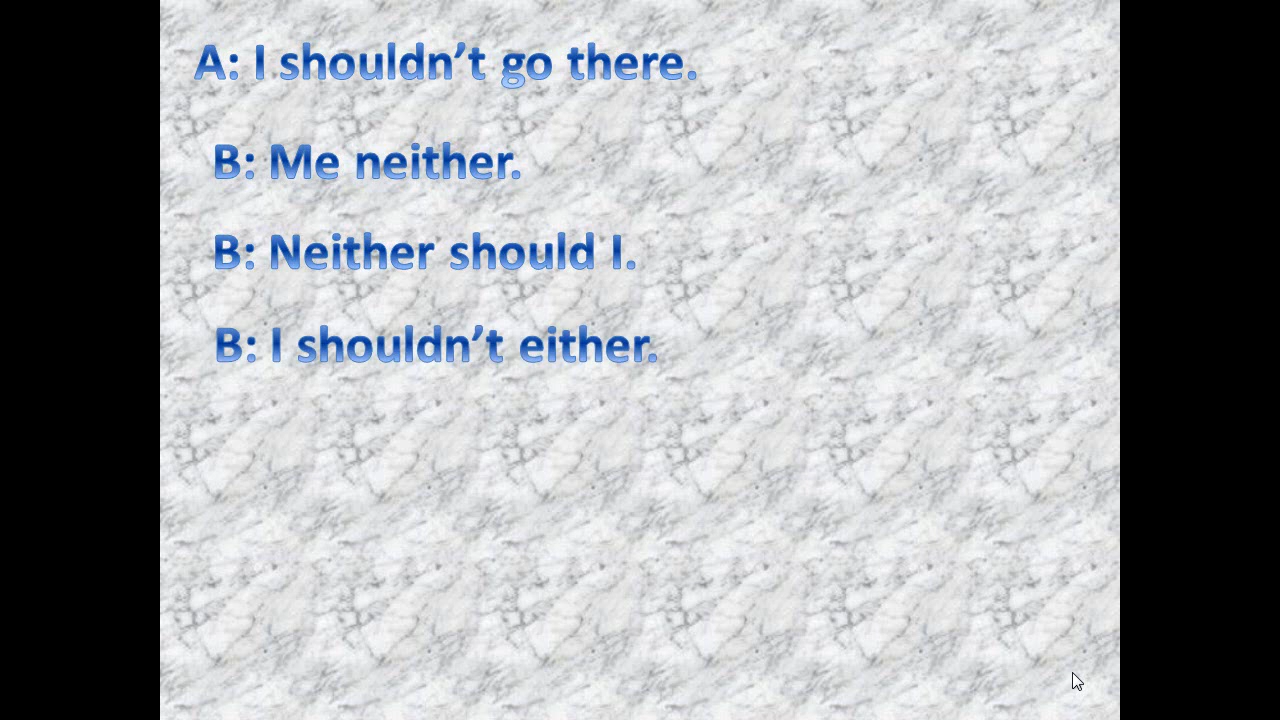 A: I shouldn’t go there.
B: Me neither.
B: Neither should I.
B: I shouldn’t either.